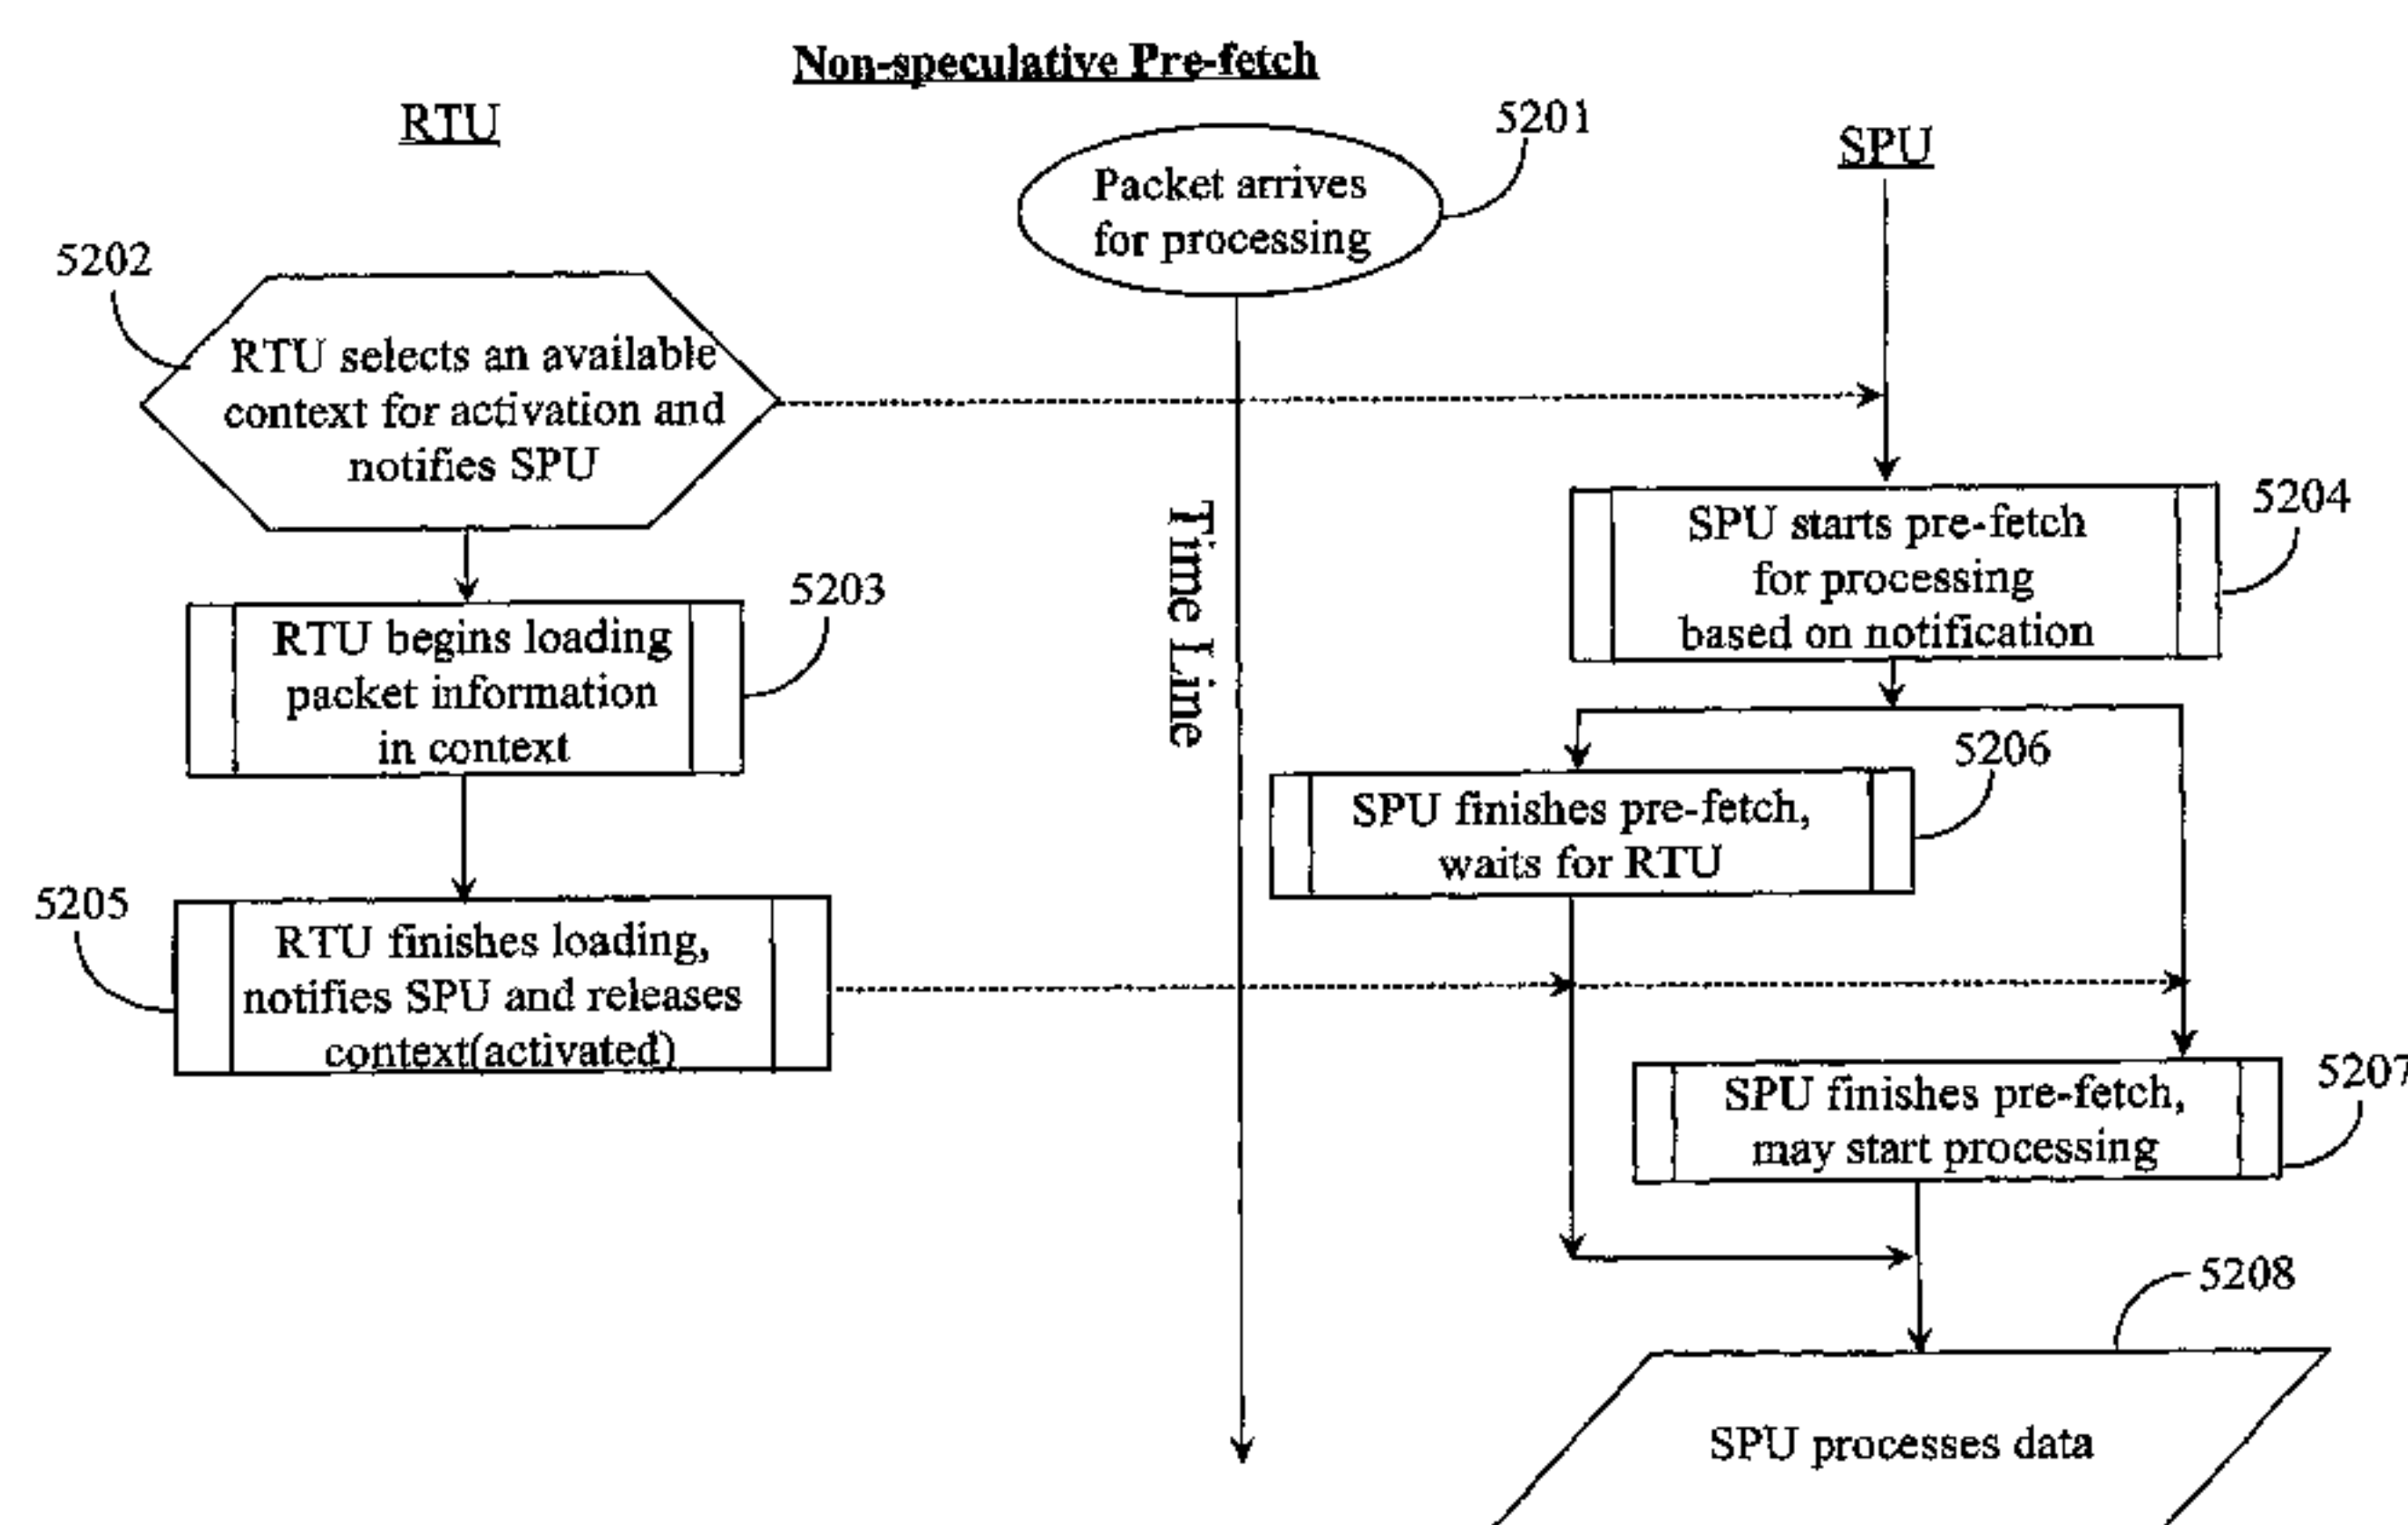 Non-speculative Pre-fetch
RTU
5201
SPU
Packet arrives
for processing
5202
RTU selects an available
context for activation and
notifies SPU
5204
SPU starts pre-fetch
for processing
based on notification
Time Line
5203
RTU begins loading
packet information
in context
5206
SPU finishes pre-fetch,
waits for RTU
5205
RTU finishes loading,
notifies SPU and releases
context(activated)
5207
SPU finishes pre-fetch,
may start processing
5208
SPU processes data